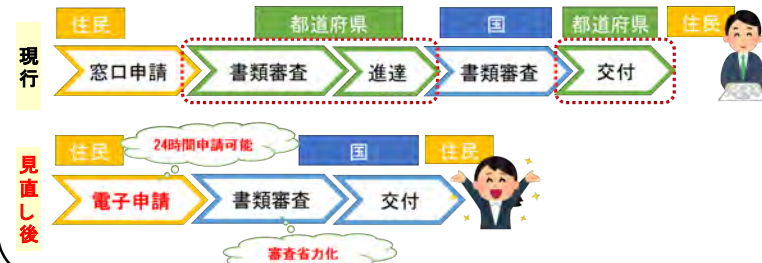 住民 都道府県 国 都道府県 住民
現行
窓口申請 書類審査 進達 書類審査 交付
住民 24時間申請可能 国 住民
見直し後
電子申請 書類審査 交付
審査省力化